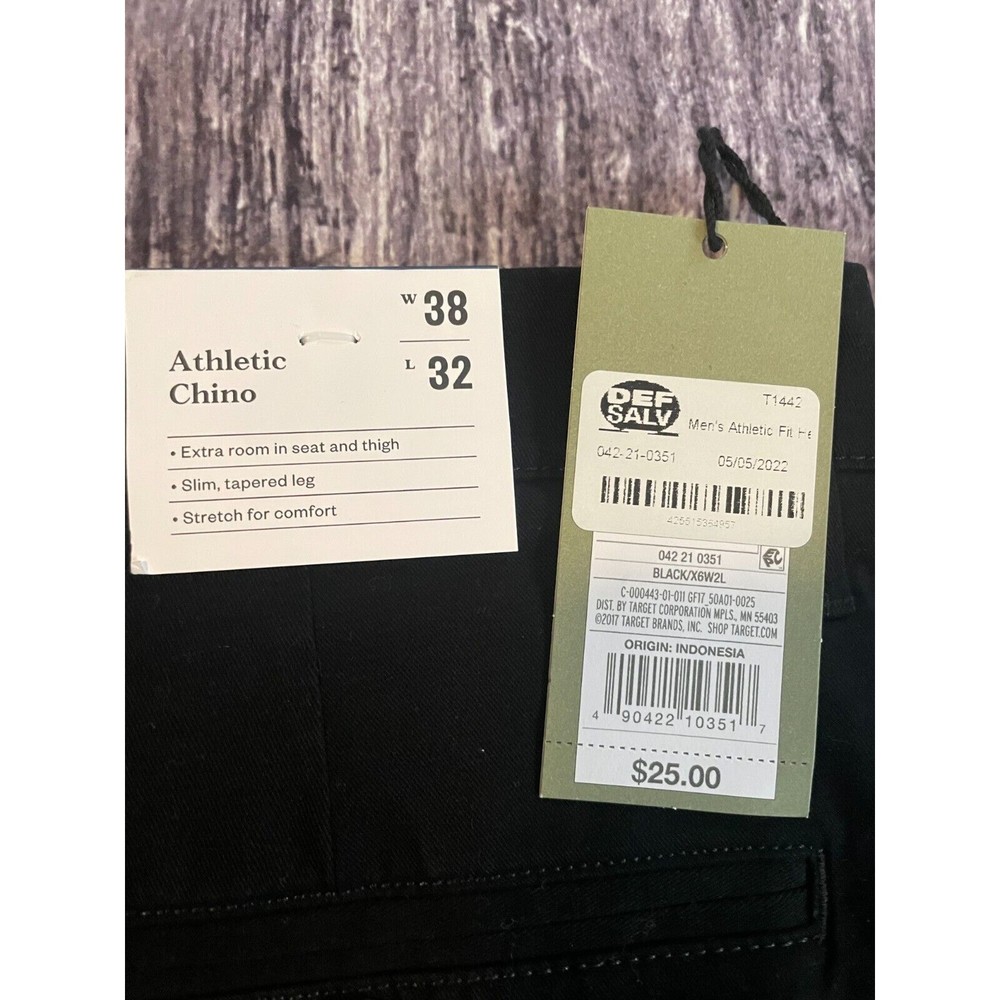 W 38
L 32
Athletic
Chino
• Extra room in seat and thigh
• Slim, tapered leg
• Stretch for comfort
DEF
SALV
T1442
Men's Athletic Fit He
042-21-0351 05/05/2022
425515364957
042 21 0351
BLACK/X6W2L
C-000443-01-011 GF17_50A01-0025
DIST. BY TARGET CORPORATION MPLS., MN 55403
©2017 TARGET BRANDS, INC. SHOP TARGET.COM
ORIGIN: INDONESIA
4 90422 10351 7
$25.00